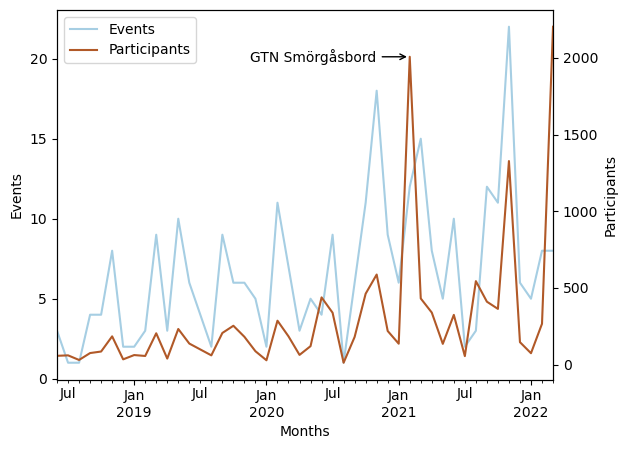 Events
Participants
GTN Smörgåsbord
20
15
10
5
0
Events
2000
1500
1000
500
0
Participants
Jul Jan Jul Jan Jul Jan Jul Jan
2019 2020 2021 2022
Months